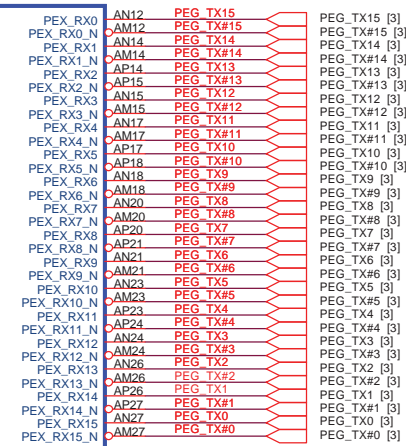 PEX_RX0 AN12 PEG_TX15 PEG_TX15 [3]
PEX_RX0_N AM12 PEG_TX#15 PEG_TX#15 [3]
PEX_RX1 AN14 PEG_TX14 PEG_TX14 [3]
PEX_RX1_N AM14 PEG_TX#14 PEG_TX#14 [3]
PEX_RX2 AP14 PEG_TX13 PEG_TX13 [3]
PEX_RX2_N AP15 PEG_TX#13 PEG_TX#13 [3]
PEX_RX3 AN15 PEG_TX12 PEG_TX12 [3]
PEX_RX3_N AM15 PEG_TX#12 PEG_TX#12 [3]
PEX_RX4 AN17 PEG_TX11 PEG_TX11 [3]
PEX_RX4_N AM17 PEG_TX#11 PEG_TX#11 [3]
PEX_RX5 AP17 PEG_TX10 PEG_TX10 [3]
PEX_RX5_N AP18 PEG_TX#10 PEG_TX#10 [3]
PEX_RX6 AN18 PEG_TX9 PEG_TX9 [3]
PEX_RX6_N AM18 PEG_TX#9 PEG_TX#9 [3]
PEX_RX7 AN20 PEG_TX8 PEG_TX8 [3]
PEX_RX7_N AM20 PEG_TX#8 PEG_TX#8 [3]
PEX_RX8 AP20 PEG_TX7 PEG_TX7 [3]
PEX_RX8_N AP21 PEG_TX#7 PEG_TX#7 [3]
PEX_RX9 AN21 PEG_TX6 PEG_TX6 [3]
PEX_RX9_N AM21 PEG_TX#6 PEG_TX#6 [3]
PEX_RX10 AN23 PEG_TX5 PEG_TX5 [3]
PEX_RX10_N AM23 PEG_TX#5 PEG_TX#5 [3]
PEX_RX11 AP23 PEG_TX4 PEG_TX4 [3]
PEX_RX11_N AP24 PEG_TX#4 PEG_TX#4 [3]
PEX_RX12 AN24 PEG_TX3 PEG_TX3 [3]
PEX_RX12_N AM24 PEG_TX#3 PEG_TX#3 [3]
PEX_RX13 AN26 PEG_TX2 PEG_TX2 [3]
PEX_RX13_N AM26 PEG_TX#2 PEG_TX#2 [3]
PEX_RX14 AP26 PEG_TX1 PEG_TX1 [3]
PEX_RX14_N AP27 PEG_TX#1 PEG_TX#1 [3]
PEX_RX15 AN27 PEG_TX0 PEG_TX0 [3]
PEX_RX15_N AM27 PEG_TX#0 PEG_TX#0 [3]